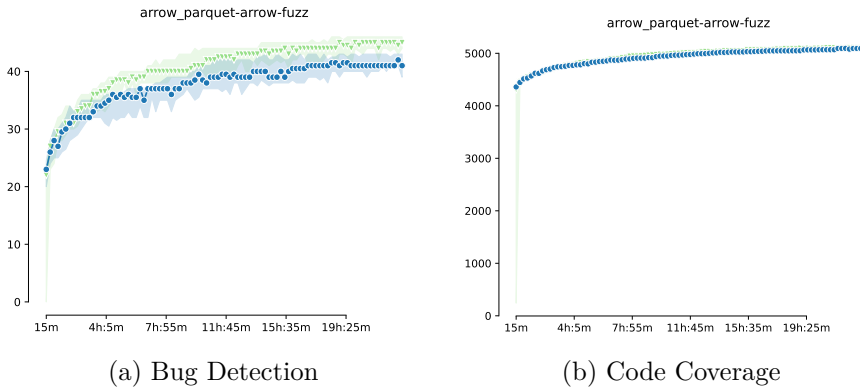 arrow_parquet-arrow-fuzz
40
30
20
10
0
15m 4h:5m 7h:55m 11h:45m 15h:35m 19h:25m
(a) Bug Detection
arrow_parquet-arrow-fuzz
5000
4000
3000
2000
1000
0
15m 4h:5m 7h:55m 11h:45m 15h:35m 19h:25m
(b) Code Coverage